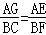 AG/BC = AE/BF